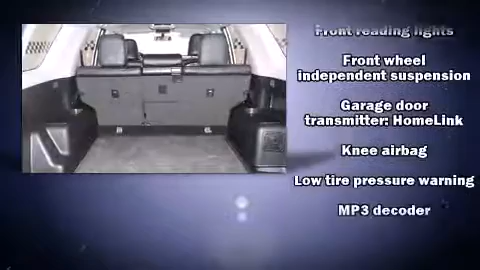 Front reading lights
Front wheel
independent suspension
Garage door
transmitter: HomeLink
Knee airbag
Low tire pressure warning
MP3 decoder